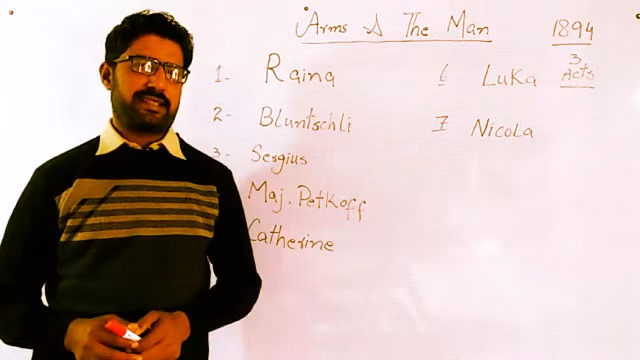 Arms & The Man
1894
3
Acts
1- Raina
2- Bluntschli
3- Sergius
Maj. Petkoff
Catherine
6 Luka
7 Nicola